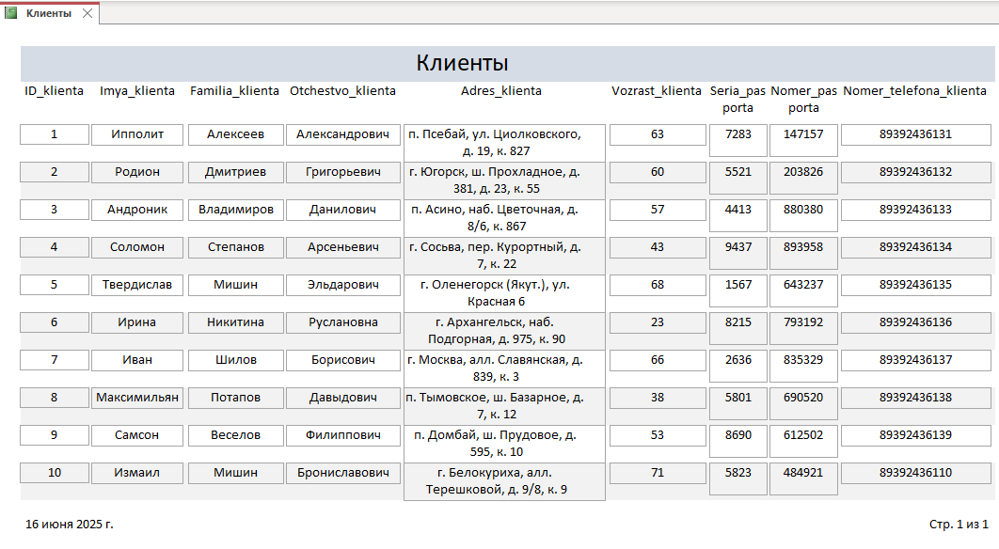 Клиенты
Клиенты
ID_klienta Imya_klienta Familia_klienta Otchestvo_klienta Adres_klienta Vozrast_klienta Seria_pas Nomer_pas Nomer_telefona_klienta
porta porta
1 Ипполит Алексеев Александрович п. Псебай, ул. Циолковского, 63 7283 147157 89392436131
д. 19, к. 827
2 Родион Дмитриев Григорьевич г. Югорск, ш. Прохладное, д. 60 5521 203826 89392436132
381, д. 23, к. 55
3 Андроник Владимиров Данилович п. Асино, наб. Цветочная, д. 57 4413 880380 89392436133
8/6, к. 867
4 Соломон Степанов Арсеньевич г. Сосьва, пер. Курортный, д. 43 9437 893958 89392436134
7, к. 22
5 Твердислав Мишин Эльдарович г. Оленегорск (Якут.), ул. 68 1567 643237 89392436135
Красная 6
6 Ирина Никитина Руслановна г. Архангельск, наб. 23 8215 793192 89392436136
Подгорная, д. 975, к. 90
7 Иван Шилов Борисович г. Москва, алл. Славянская, д. 66 2636 835329 89392436137
839, к. 3
8 Максимильян Потапов Давыдович п. Тымовское, ш. Базарное, д. 38 5801 690520 89392436138
7, к. 12
9 Самсон Веселов Филиппович п. Домбай, ш. Прудовое, д. 53 8690 612502 89392436139
595, к. 10
10 Измаил Мишин Брониславович г. Белокуриха, алл. 71 5823 484921 89392436110
Терешковой, д. 9/8, к. 9
16 июня 2025 г. Стр. 1 из 1